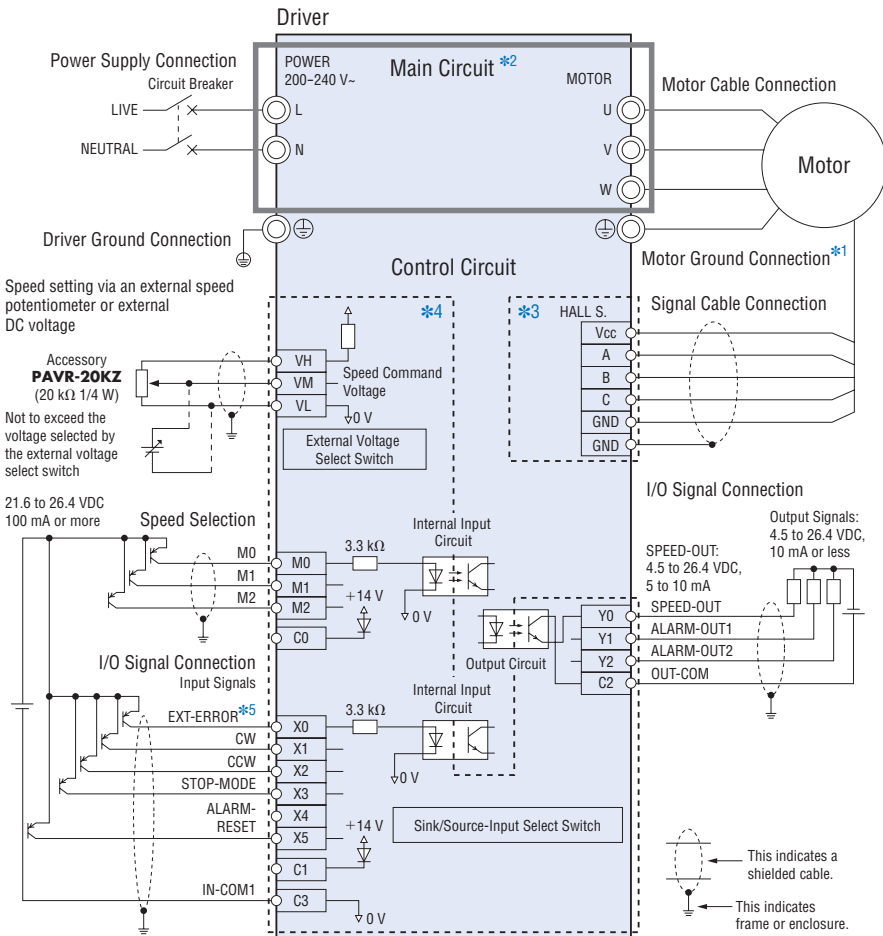 Driver
Power Supply Connection
Circuit Breaker
LIVE
NEUTRAL
POWER
200–240 V~
Main Circuit *2
MOTOR
L
N
U
V
W
Motor Cable Connection
Motor
Driver Ground Connection
Motor Ground Connection*1
Control Circuit
Speed setting via an external speed
potentiometer or external
DC voltage
Accessory
PAVR-20KZ
(20 kΩ 1/4 W)
Not to exceed the
voltage selected by
the external voltage
select switch
*4
VH
VM
VL
Speed Command
Voltage
0 V
External Voltage
Select Switch
*3
HALL S.
Signal Cable Connection
Vcc
A
B
C
GND
GND
21.6 to 26.4 VDC
100 mA or more
Speed Selection
M0
M1
M2
M0
M1
M2
C0
3.3 kΩ
+14 V
Internal Input
Circuit
0 V
I/O Signal Connection
Output Signals:
4.5 to 26.4 VDC,
10 mA or less
SPEED-OUT:
4.5 to 26.4 VDC,
5 to 10 mA
SPEED-OUT
ALARM-OUT1
ALARM-OUT2
OUT-COM
Y0
Y1
Y2
C2
Output Circuit
I/O Signal Connection
Input Signals
EXT-ERROR*5
CW
CCW
STOP-MODE
ALARM-
RESET
IN-COM1
X0
X1
X2
X3
X4
X5
C1
C3
3.3 kΩ
Internal Input
Circuit
0 V
+14 V
Sink/Source-Input Select Switch
0 V
This indicates a
shielded cable.
This indicates
frame or enclosure.